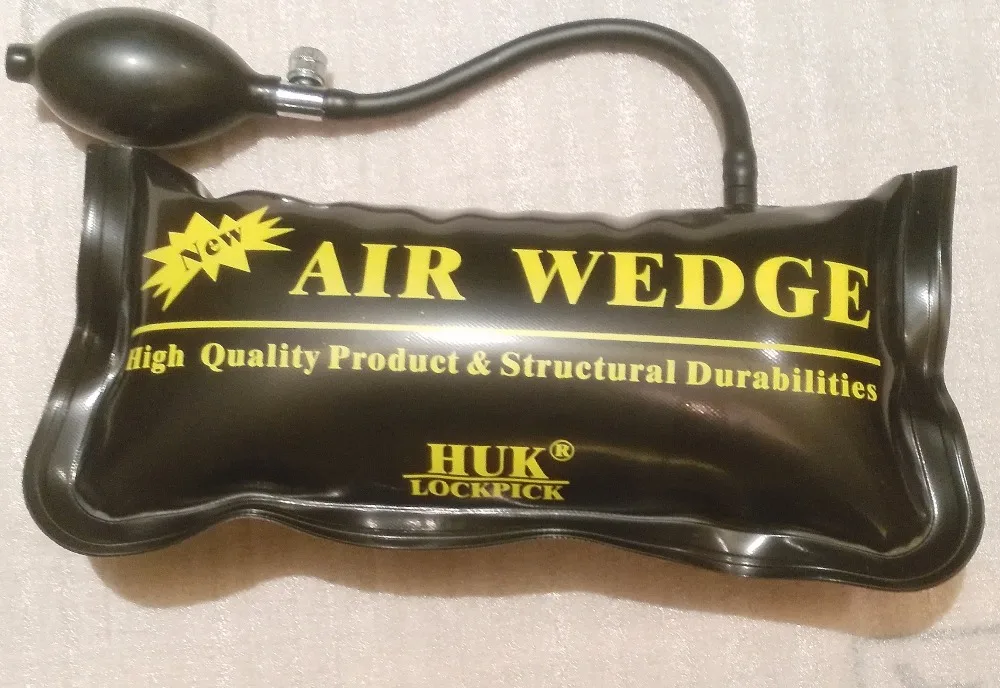 New
AIR WEDGE
High Quality Product & Structural Durabilities
HUK®
LOCKPICK